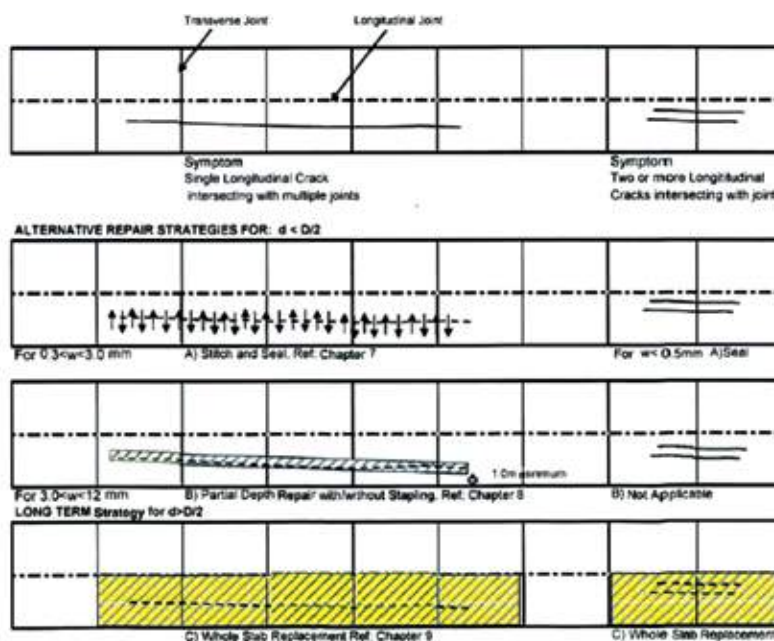 Transverse Joint
Longitudinal Joint
Symptom
Single Longitudinal Crack
intersecting with multiple joints
Symptom
Two or more Longititudinal
Cracks intersecting with joint
ALTERNATIVE REPAIR STRATEGIES FOR: d < D/2
For 0.3<w<3.0 mm
A) Stitch and Seal. Ref. Chapter 7
For w< 0.5mm A)Seal
1.0m minimum
For 3.0<w<12 mm
B) Partial Depth Repair with/without Stapling. Ref: Chapter 8
B) Not Applicable
LONG TERM Strategy for d>D/2
C) Whole Slab Replacement Ref: Chapter 9
C) Whole Slab Replacement